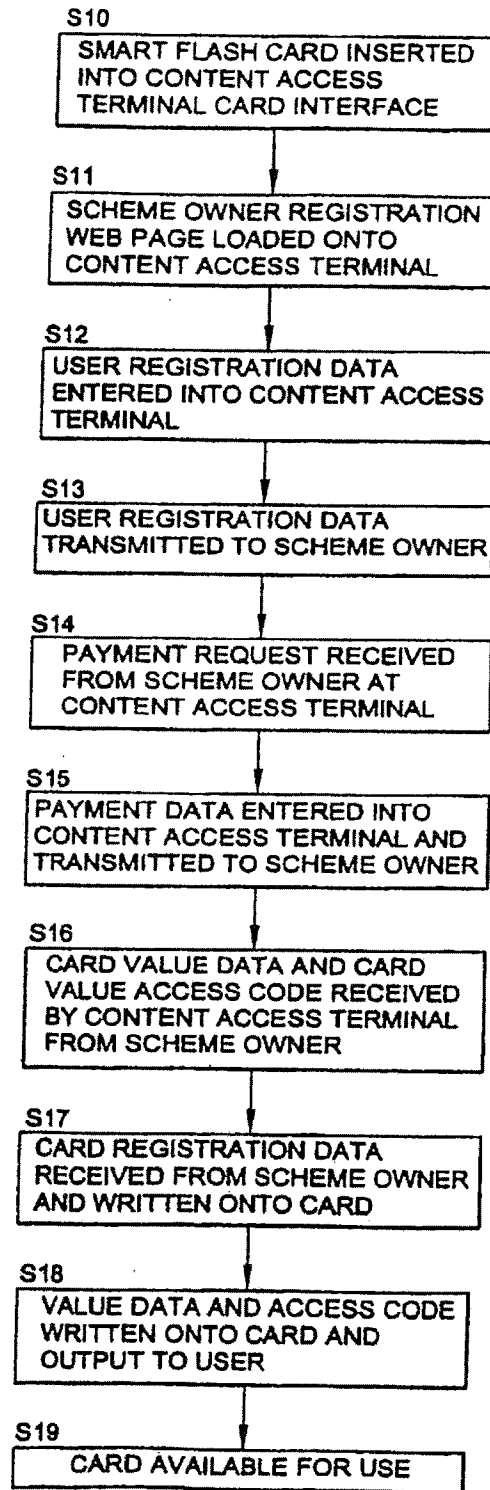 S10
SMART FLASH CARD INSERTED
INTO CONTENT ACCESS
TERMINAL CARD INTERFACE
S11
SCHEME OWNER REGISTRATION
WEB PAGE LOADED ONTO
CONTENT ACCESS TERMINAL
S12
USER REGISTRATION DATA
ENTERED INTO CONTENT ACCESS
TERMINAL
S13
USER REGISTRATION DATA
TRANSMITTED TO SCHEME OWNER
S14
PAYMENT REQUEST RECEIVED
FROM SCHEME OWNER AT
CONTENT ACCESS TERMINAL
S15
PAYMENT DATA ENTERED INTO
CONTENT ACCESS TERMINAL AND
TRANSMITTED TO SCHEME OWNER
S16
CARD VALUE DATA AND CARD
VALUE ACCESS CODE RECEIVED
BY CONTENT ACCESS TERMINAL
FROM SCHEME OWNER
S17
CARD REGISTRATION DATA
RECEIVED FROM SCHEME OWNER
AND WRITTEN ONTO CARD
S18
VALUE DATA AND ACCESS CODE
WRITTEN ONTO CARD AND
OUTPUT TO USER
S19
CARD AVAILABLE FOR USE